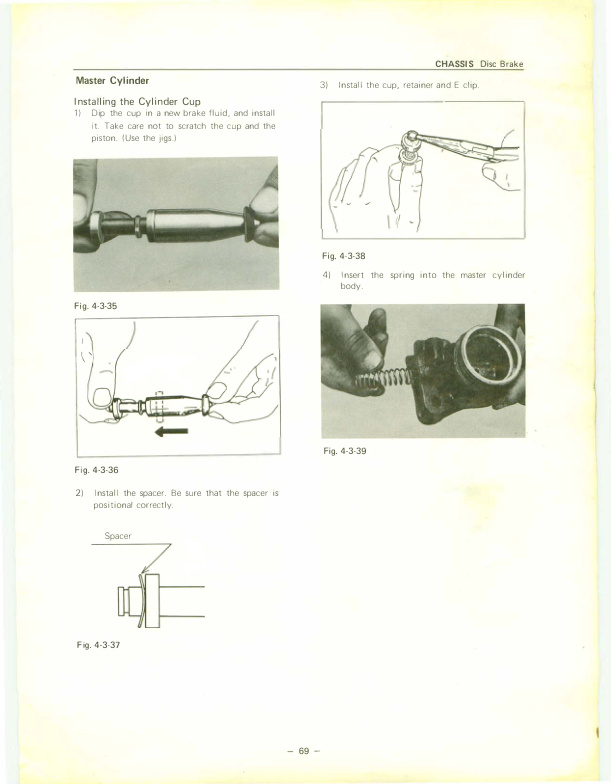 CHASSIS Disc Brake
Master Cylinder
Installing the Cylinder Cup
1) Dip the cup in a new brake fluid, and install
it. Take care not to scratch the cup and the
piston. (Use the jigs.)
Fig. 4-3-35
Fig. 4-3-36
2) Install the spacer. Be sure that the spacer is
positional correctly.
Spacer
Fig. 4-3-37
3) Install the cup, retainer and E clip.
Fig. 4-3-38
4) Insert the spring into the master cylinder
body.
Fig. 4-3-39
– 69 –